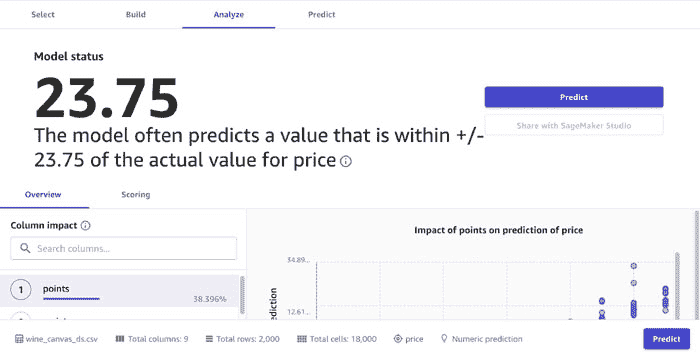 Select Build Analyze Predict
Model status
23.75
The model often predicts a value that is within +/-
23.75 of the actual value for price
Predict
Share with SageMaker Studio
Overview Scoring
Column impact
Search columns...
1 points 38.396%
Impact of points on prediction of price
34.89...
12.61...
ediction
wine_canvas_ds.csv Total columns: 9 Total rows: 2,000 Total cells: 18,000 price Numeric prediction Predict